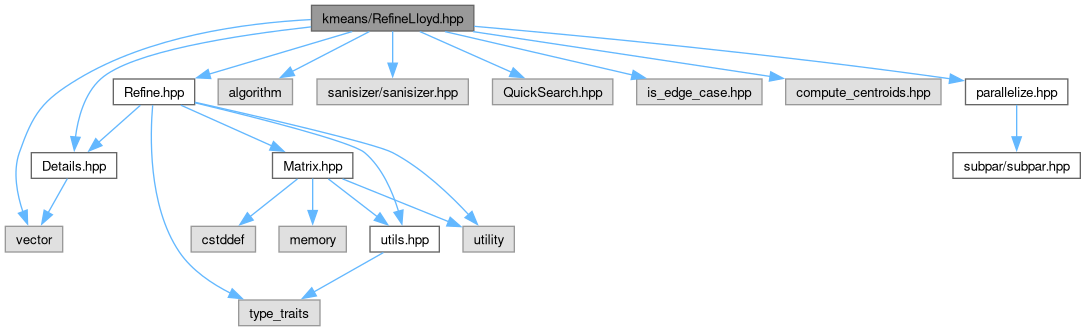 kmeans/RefineLloyd.hpp
Refine.hpp
algorithm
sanisizer/sanisizer.hpp
QuickSearch.hpp
is_edge_case.hpp
compute_centroids.hpp
parallelize.hpp
Details.hpp
Matrix.hpp
subpar/subpar.hpp
vector
cstddef
memory
utils.hpp
utility
type_traits